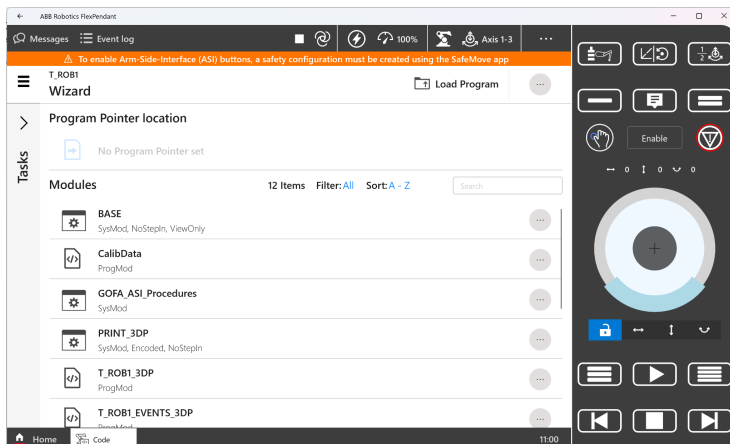 ABB Robotics FlexPendant
Messages Event log 100% Axis 1-3
To enable Arm-Side-Interface (ASI) buttons, a safety configuration must be created using the SafeMove app
T_ROB1
Wizard
Load Program
Program Pointer location
No Program Pointer set
Tasks
Modules
12 Items Filter: All Sort: A - Z Search
BASE
SysMod, NoStepIn, ViewOnly
CalibData
ProgMod
GOFA_ASI_Procedures
SysMod
PRINT_3DP
SysMod, Encoded, NoStepIn
T_ROB1_3DP
ProgMod
T_ROB1_EVENTS_3DP
ProgMod
Home Code 11:00
1/2
Enable
0 0 0